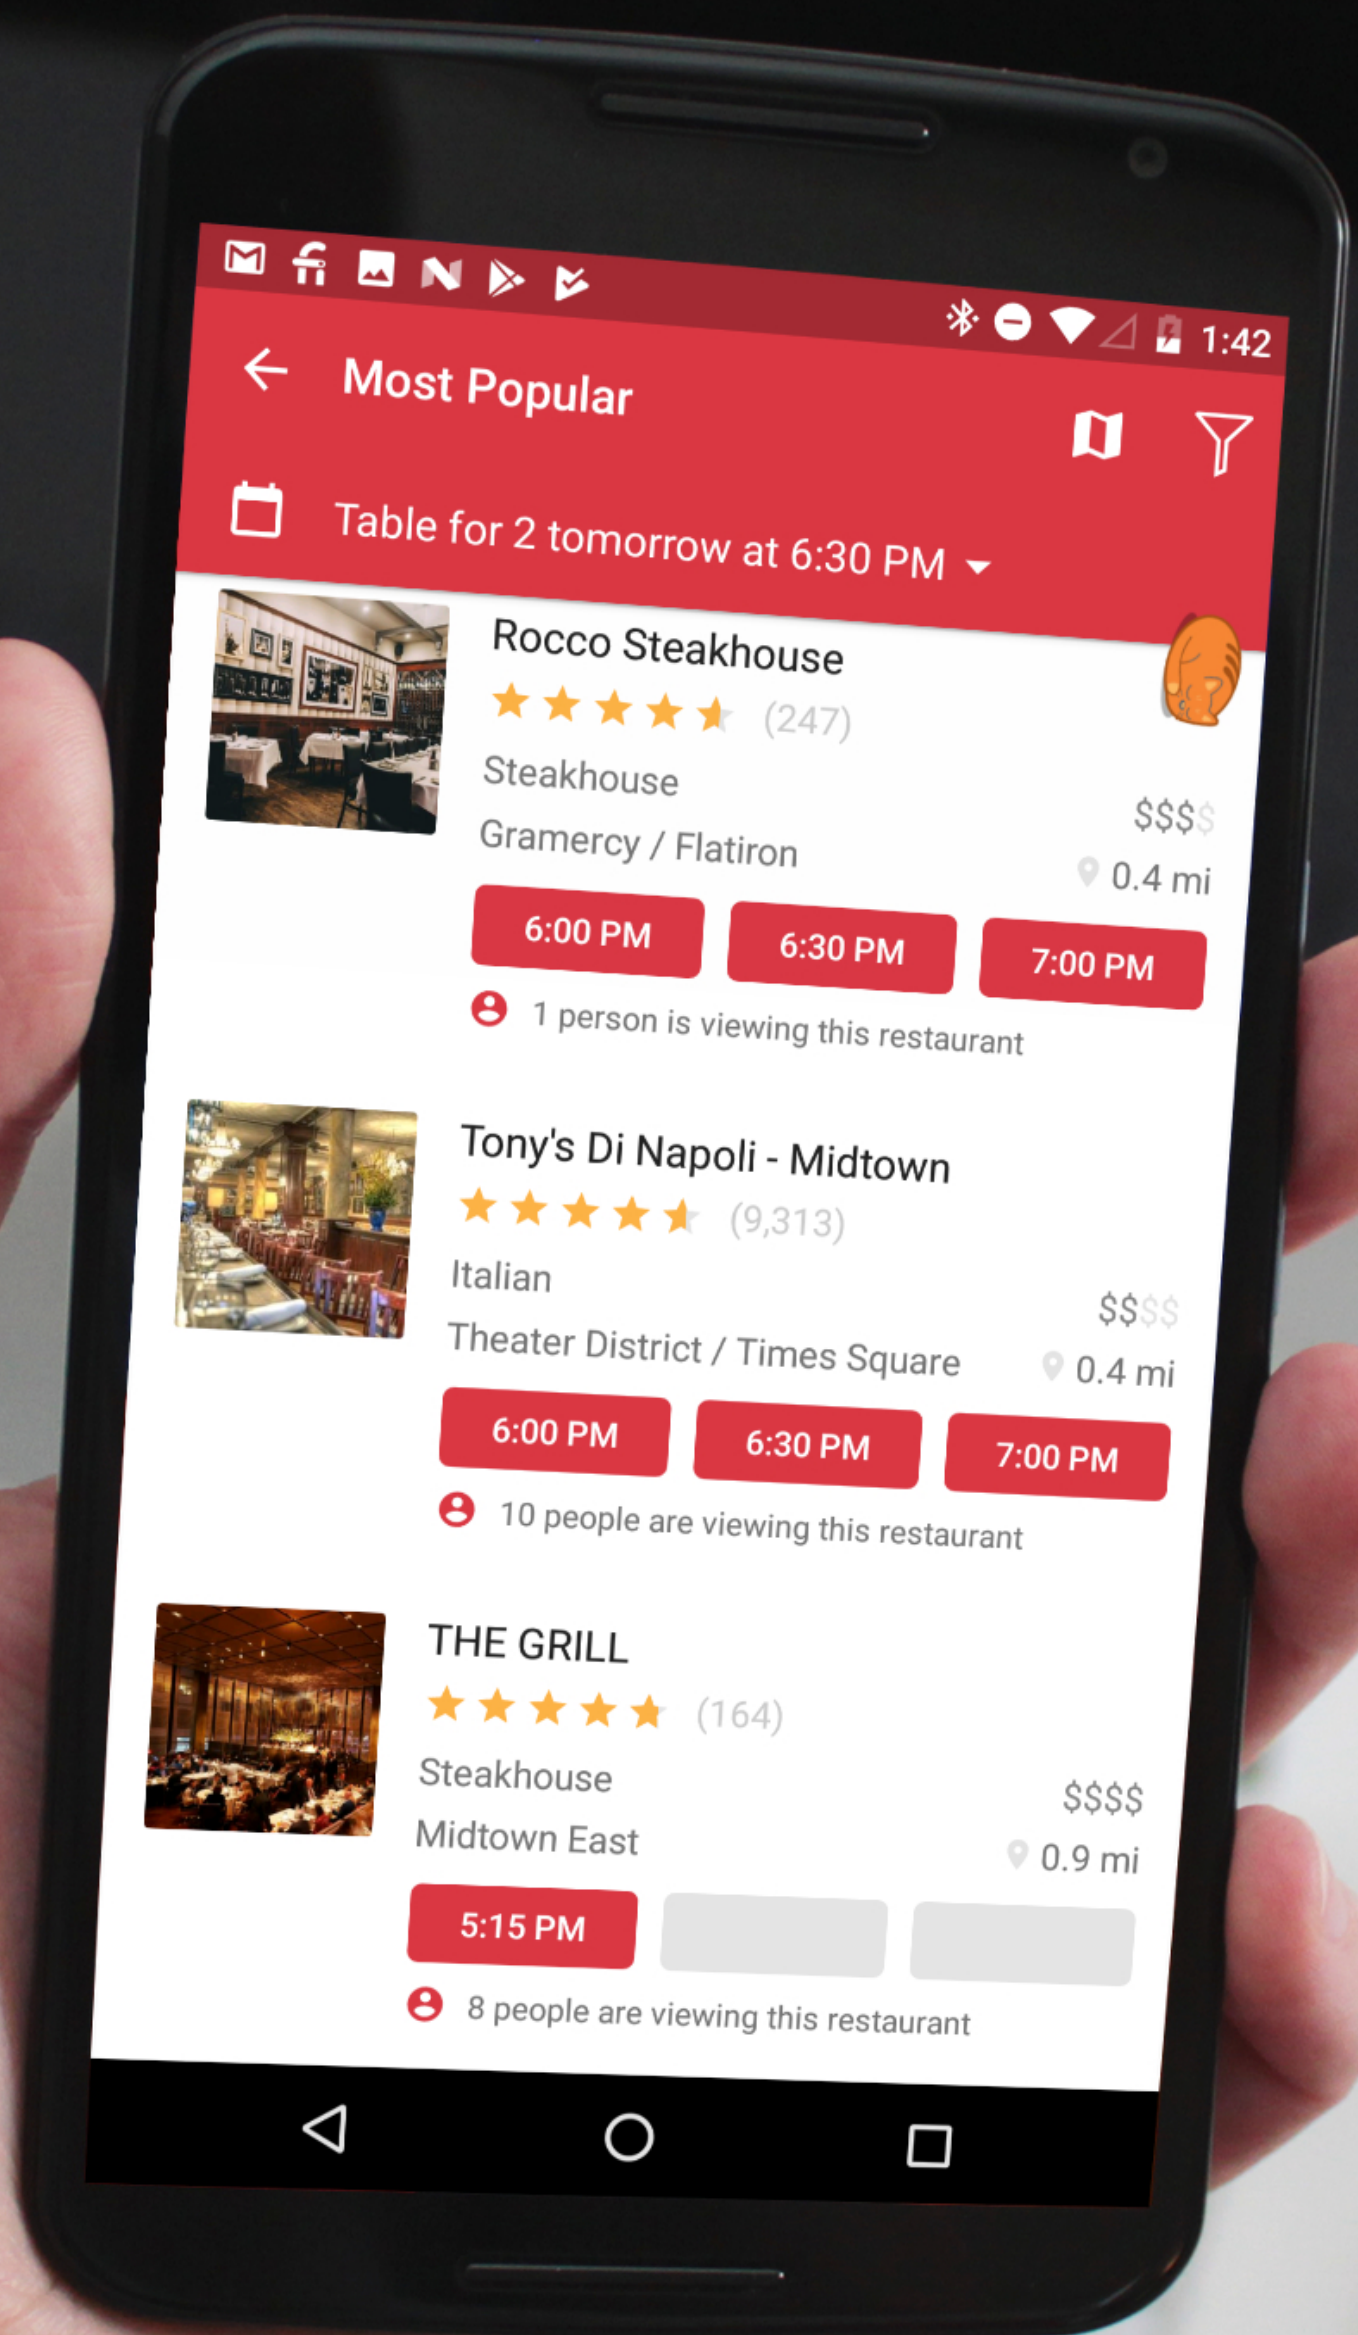 1:42
Most Popular
Table for 2 tomorrow at 6:30 PM
Rocco Steakhouse
(247)
Steakhouse
$$$$
Gramercy / Flatiron
0.4 mi
6:00 PM 6:30 PM 7:00 PM
1 person is viewing this restaurant
Tony's Di Napoli - Midtown
(9,313)
Italian
$$$$
Theater District / Times Square
0.4 mi
6:00 PM 6:30 PM 7:00 PM
10 people are viewing this restaurant
THE GRILL
(164)
Steakhouse
$$$$
Midtown East
0.9 mi
5:15 PM
8 people are viewing this restaurant